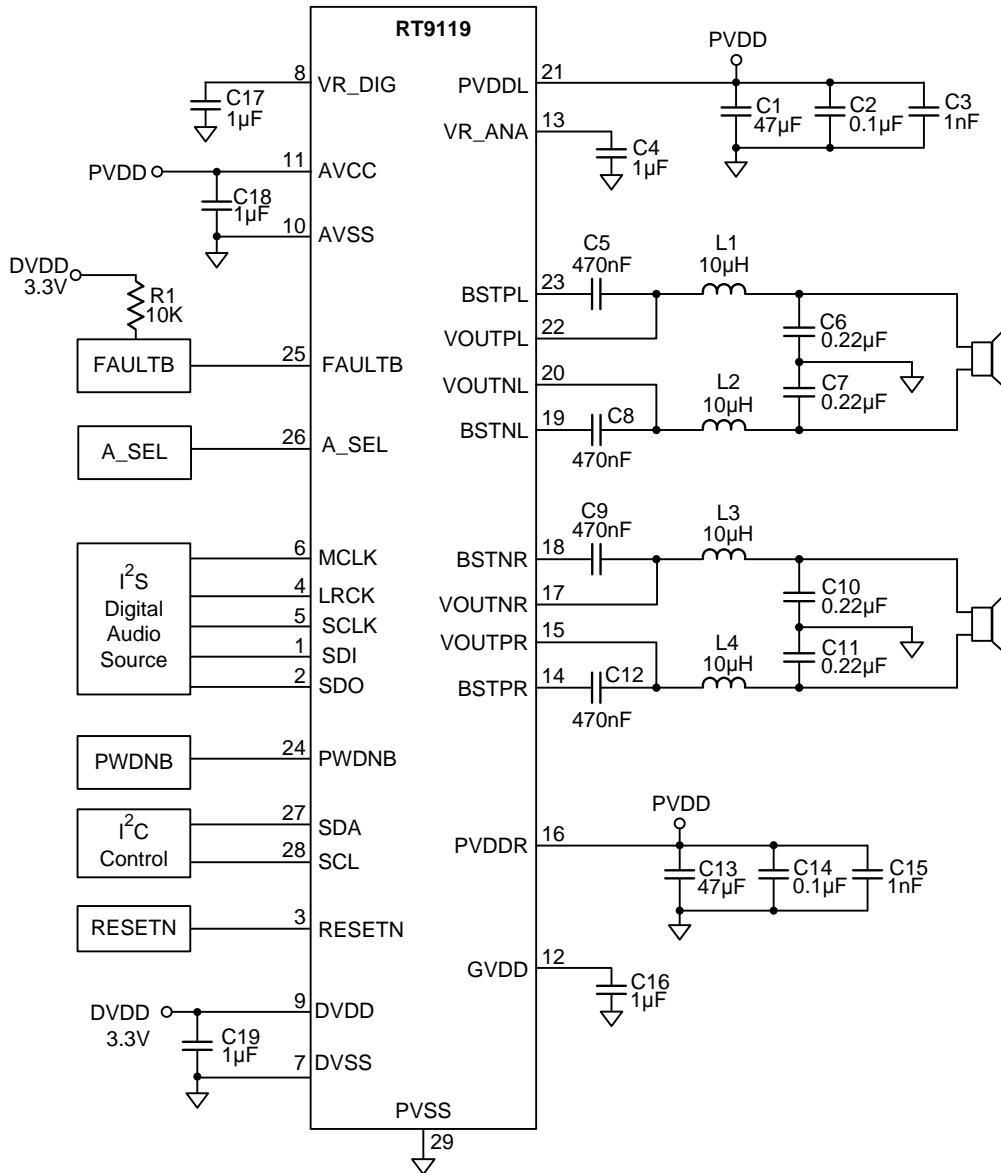 RT9119
8 VR_DIG
C17
1µF
PVDD
11 AVCC
C18
1µF
10 AVSS
DVDD
3.3V
R1
10K
FAULTB
25 FAULTB
A_SEL
26 A_SEL
I2S
Digital
Audio
Source
6 MCLK
4 LRCK
5 SCLK
1 SDI
2 SDO
PWDNB
24 PWDNB
I2C
Control
27 SDA
28 SCL
RESETN
3 RESETN
DVDD
3.3V
9 DVDD
C19
1µF
7 DVSS
PVSS
29
PVDD
PVDDL 21
C1
47µF
C2
0.1µF
C3
1nF
VR_ANA 13
C4
1µF
BSTPL 23
C5
470nF
L1
10µH
VOUTPL 22
C6
0.22µF
VOUTNL 20
C7
0.22µF
L2
10µH
BSTNL 19
C8
470nF
C9
470nF
BSTNR 18
L3
10µH
VOUTNR 17
C10
0.22µF
VOUTPR 15
C11
0.22µF
L4
10µH
BSTPR 14
C12
470nF
PVDD
PVDDR 16
C13
47µF
C14
0.1µF
C15
1nF
GVDD 12
C16
1µF